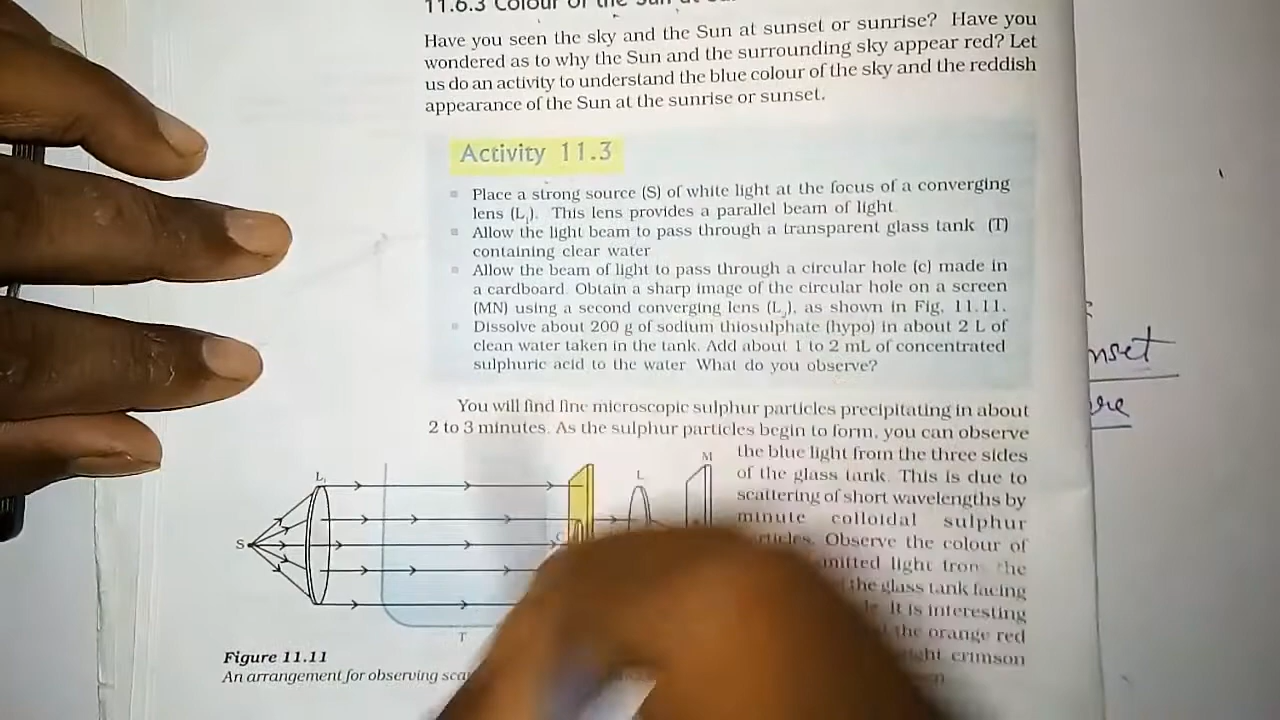 11.6.3 Colour of the Sun at
Have you seen the sky and the Sun at sunset or sunrise? Have you
wondered as to why the Sun and the surrounding sky appear red? Let
us do an activity to understand the blue colour of the sky and the reddish
appearance of the Sun at the sunrise or sunset.
Activity 11.3
Place a strong source (S) of white light at the focus of a converging
lens (L₁). This lens provides a parallel beam of light.
Allow the light beam to pass through a transparent glass tank (T)
containing clear water
Allow the beam of light to pass through a circular hole (c) made in
a cardboard. Obtain a sharp image of the circular hole on a screen
(MN) using a second converging lens (L₂), as shown in Fig. 11.11.
Dissolve about 200 g of sodium thiosulphate (hypo) in about 2 L of
clean water taken in the tank. Add about 1 to 2 mL of concentrated
sulphuric acid to the water What do you observe?
You will find fine microscopic sulphur particles precipitating in about
2 to 3 minutes. As the sulphur particles begin to form, you can observe
the blue light from the three sides
of the glass tank. This is due to
scattering of short wavelengths by
minute colloidal sulphur
Observe the colour of
light from the
the glass tank facing
It is interesting
the orange red
crimson
L₁
L
M
S
C
T
Figure 11.11
An arrangement for observing